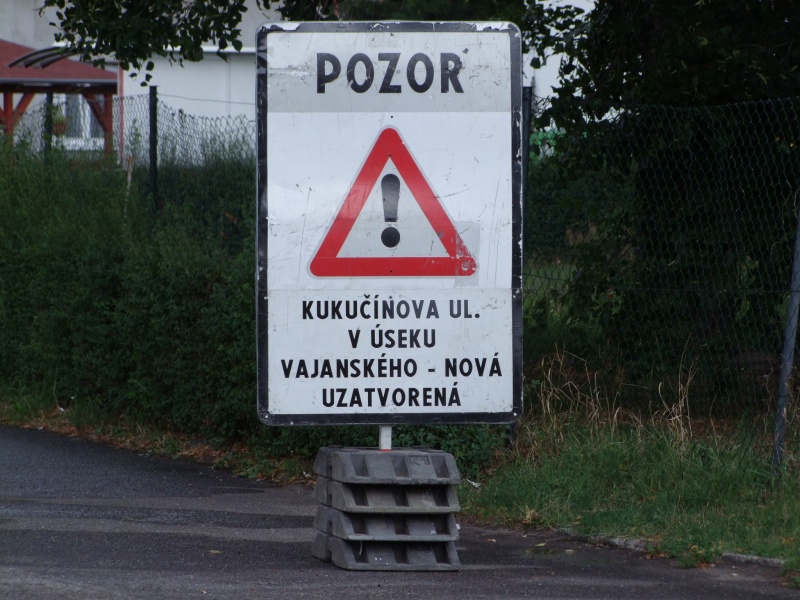 POZOR
KUKUČÍNOVA UL.
V ÚSEKU
VAJANSKÉHO - NOVÁ
UZATVORENÁ